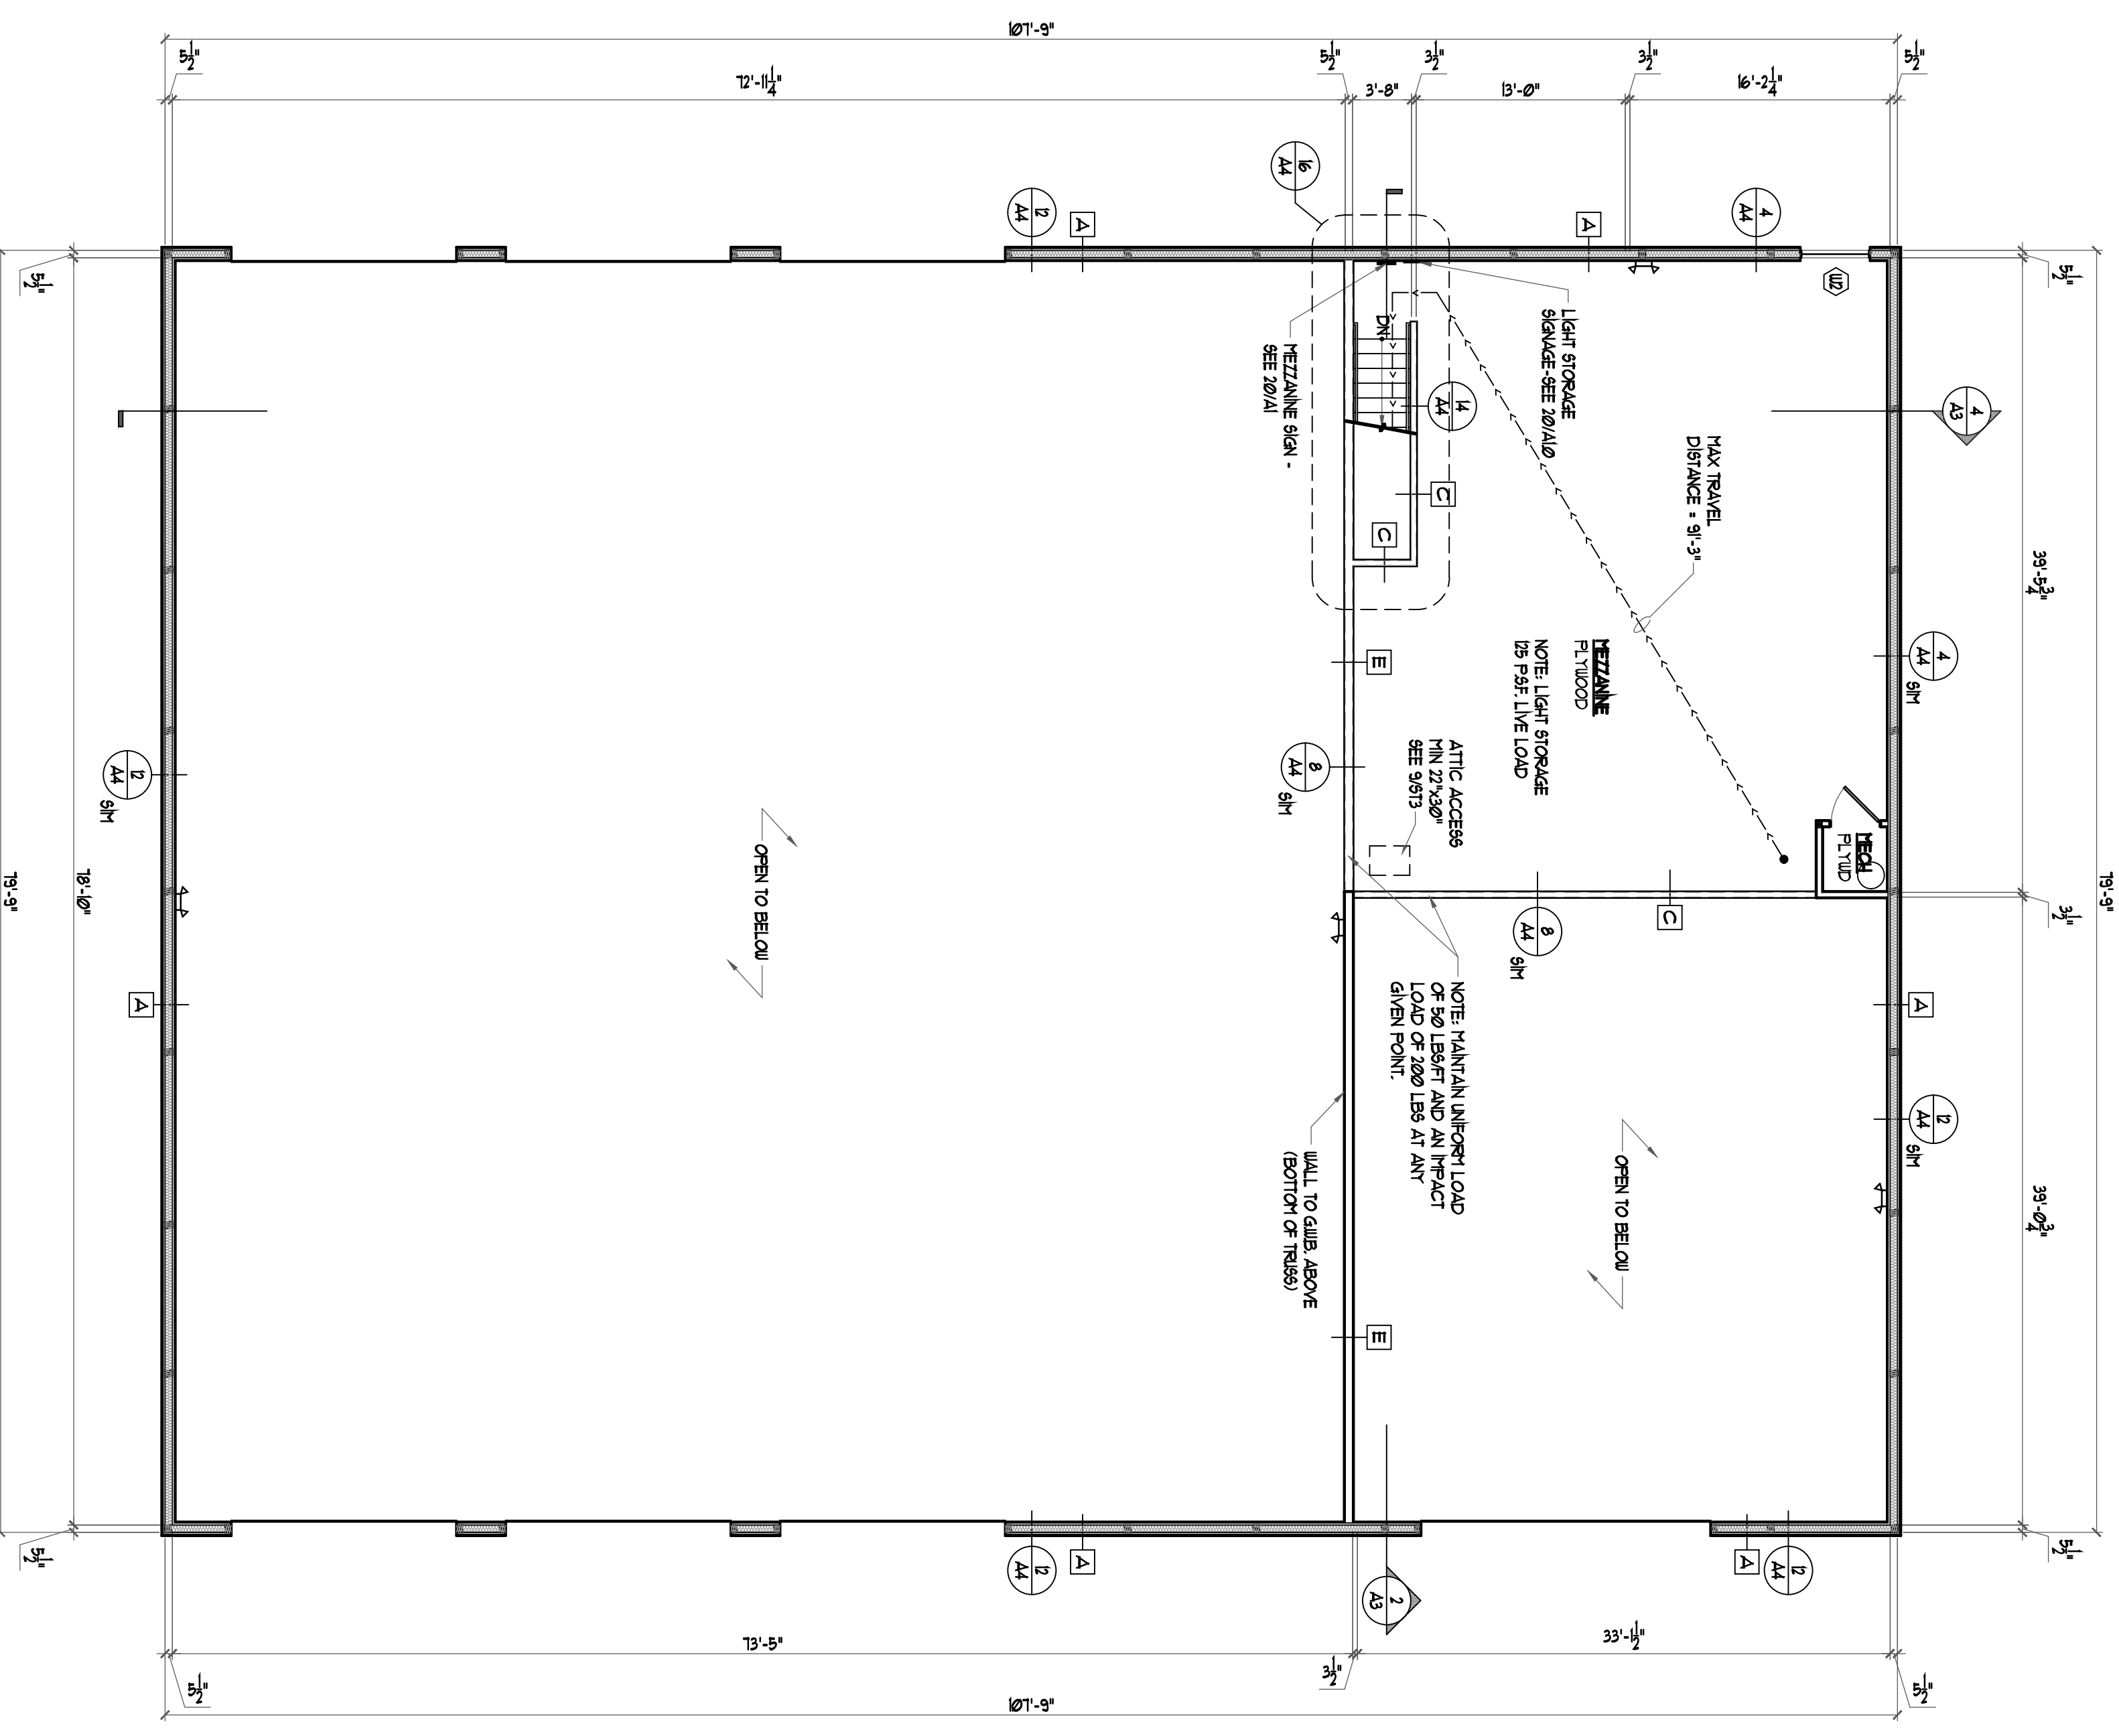 107'-9"
5 1/2"
72'-11 1/4"
5 1/2"
3'-8"
3 1/2"
13'-0"
3 1/2"
16'-2 1/4"
5 1/2"
16
A4
12
A4
A
A
4
A4
W2
5 1/2"
5 1/2"
LIGHT STORAGE
SIGNAGE-SEE 20/A1.0
MEZZANINE SIGN -
SEE 20/A1
DN.
14
A4
C
C
4
A3
MAX TRAVEL
DISTANCE = 91'-3"
39'-5 3/4"
79'-9"
MEZZANINE
PLYWOOD
NOTE: LIGHT STORAGE
125 P.S.F. LIVE LOAD
E
4
A4
SIM
8
A4
SIM
ATTIC ACCESS
MIN 22"x30"
SEE 9/ST3
MECH
PLYWD
12
A4
SIM
OPEN TO BELOW
79'-9"
78'-10"
3 1/2"
C
8
A4
SIM
A
A
NOTE: MAINTAIN UNIFORM LOAD
OF 50 LBS/FT AND AN IMPACT
LOAD OF 200 LBS AT ANY
GIVEN POINT.
12
A4
SIM
OPEN TO BELOW
39'-0 3/4"
WALL TO G.W.B. ABOVE
(BOTTOM OF TRUSS)
E
5 1/2"
5 1/2"
12
A4
A
2
A3
A
12
A4
73'-5"
33'-1 1/2"
5 1/2"
3 1/2"
5 1/2"
107'-9"